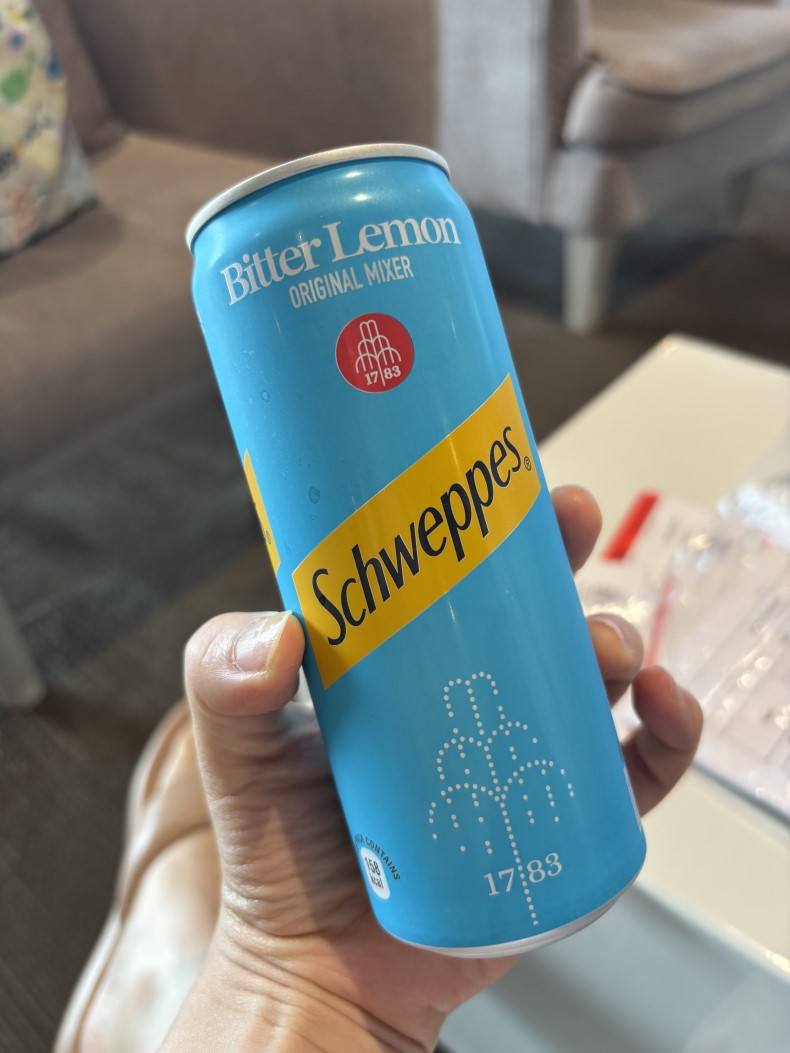 Bitter Lemon
ORIGINAL MIXER
17 83
Schweppes®
17 83
CONTAINS
158
kcal